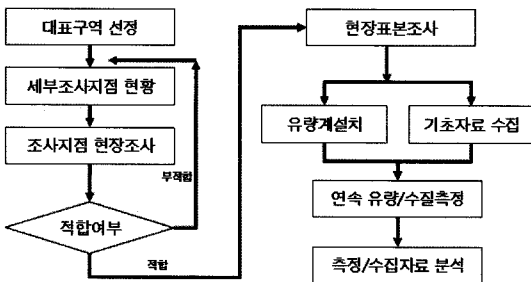 대표구역 선정
세부조사지점 현황
조사지점 현장조사
부적합
적합여부
적합
현장표본조사
유량계설치
기초자료 수집
연속 유량/수질측정
측정/수집자료 분석